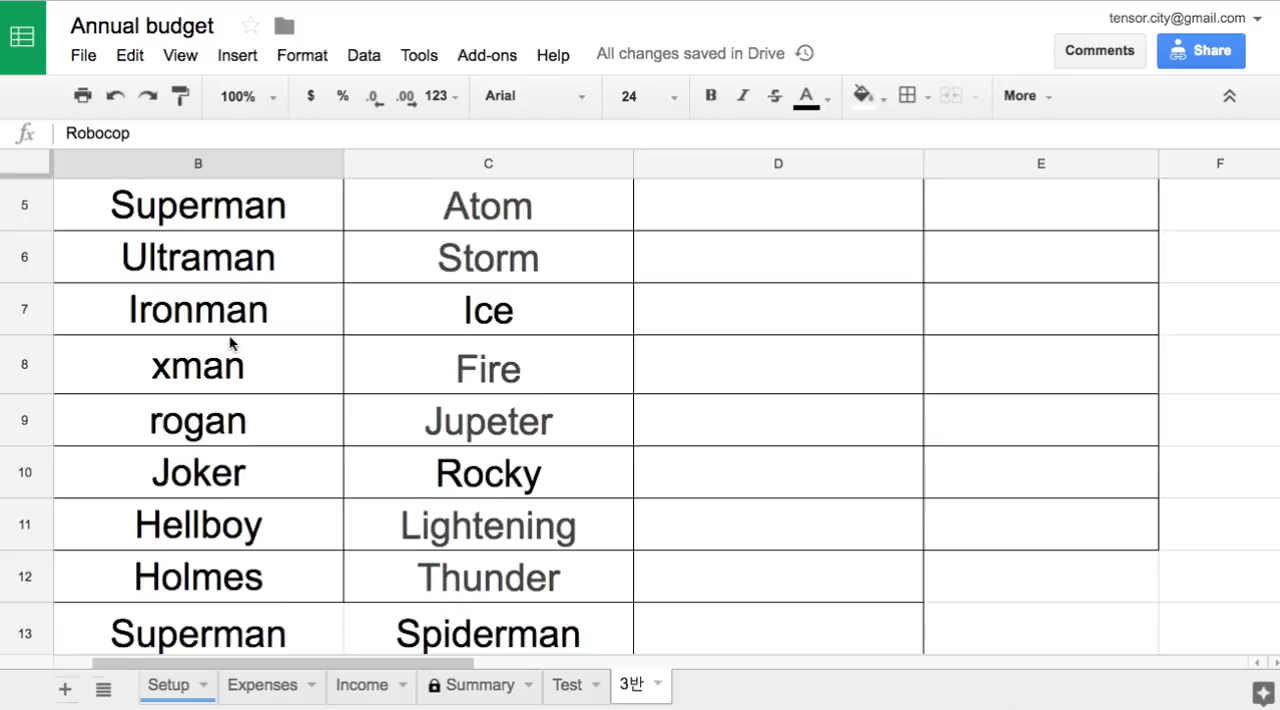 Annual budget
tensor.city@gmail.com
File Edit View Insert Format Data Tools Add-ons Help All changes saved in Drive
Comments Share
100% $ % .0 .00 123 Arial 24 B I S A More
fx Robocop
B C D E F
5 Superman Atom
6 Ultraman Storm
7 Ironman Ice
8 xman Fire
9 rogan Jupeter
10 Joker Rocky
11 Hellboy Lightening
12 Holmes Thunder
13 Superman Spiderman
+ Setup Expenses Income Summary Test 3반